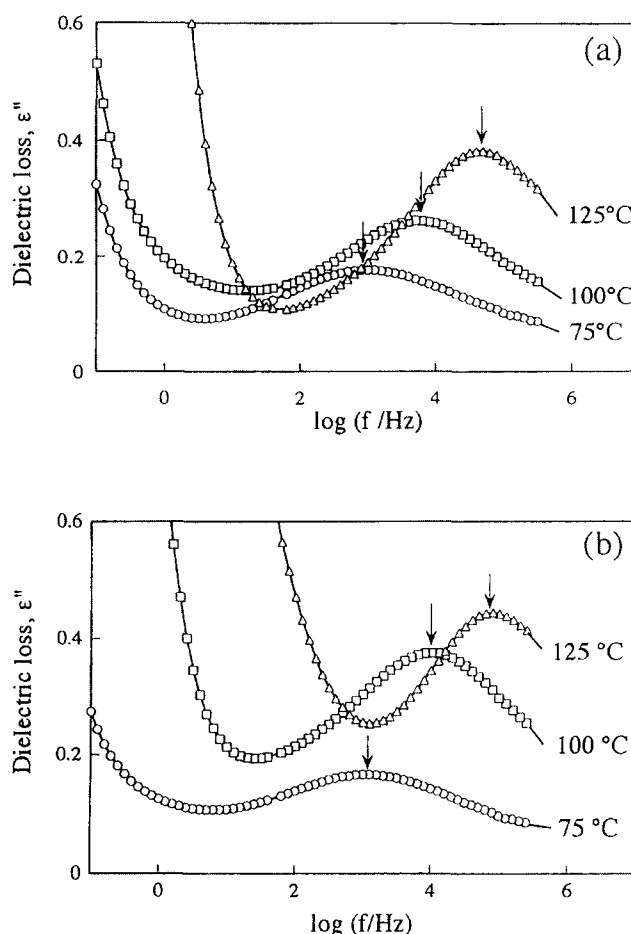 0.6
(a)
Dielectric loss, ε"
0.4
125°C
0.2
100°C
75°C
0
0
2
4
6
log (f /Hz)
0.6
(b)
Dielectric loss, ε"
0.4
125 °C
100 °C
0.2
75 °C
0
0
2
4
6
log (f/Hz)